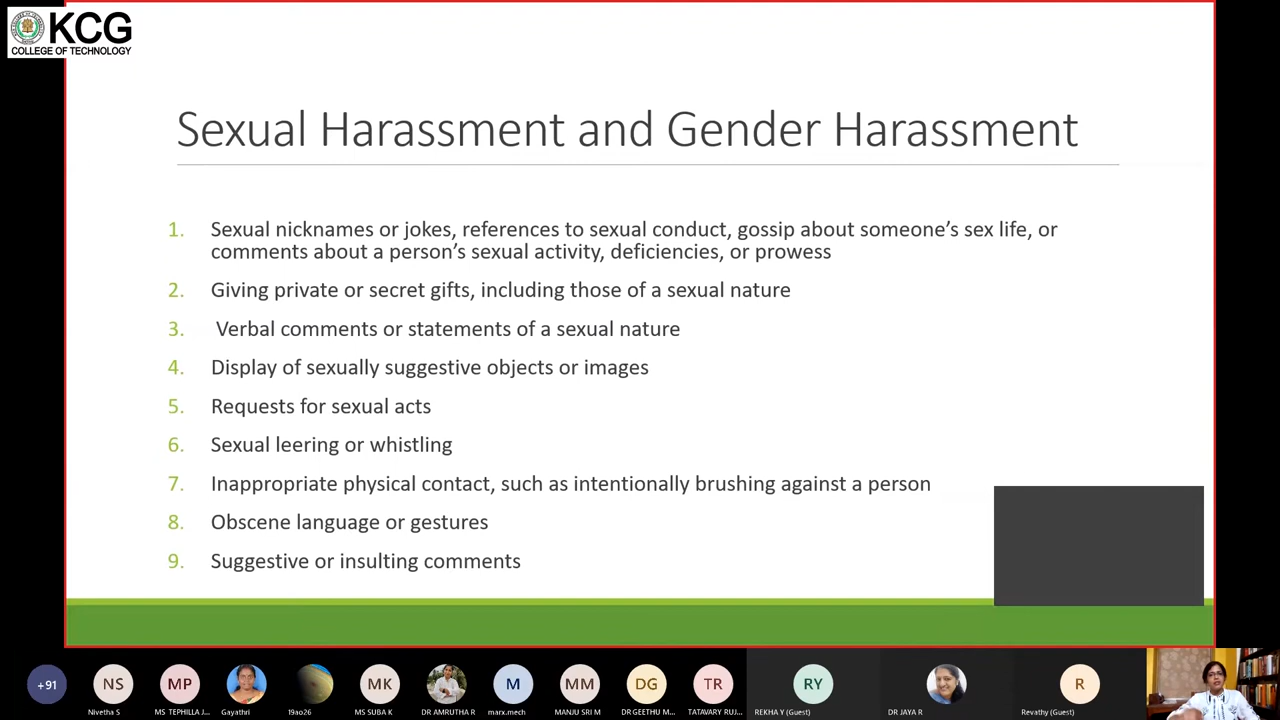 KCG
COLLEGE OF TECHNOLOGY
Sexual Harassment and Gender Harassment
1. Sexual nicknames or jokes, references to sexual conduct, gossip about someone’s sex life, or
comments about a person’s sexual activity, deficiencies, or prowess
2. Giving private or secret gifts, including those of a sexual nature
3. Verbal comments or statements of a sexual nature
4. Display of sexually suggestive objects or images
5. Requests for sexual acts
6. Sexual leering or whistling
7. Inappropriate physical contact, such as intentionally brushing against a person
8. Obscene language or gestures
9. Suggestive or insulting comments
+91 NS MP MK M MM DG TR RY R
Nivetha S MS TEPHILLA J... Gayathri 19ao26 MS SUBA K DR AMRUTHA R marx.mech MANJU SRI M DR GEETHU M... TATAVARY RUJ... REKHA Y (Guest) DR JAYA R Revathy (Guest)